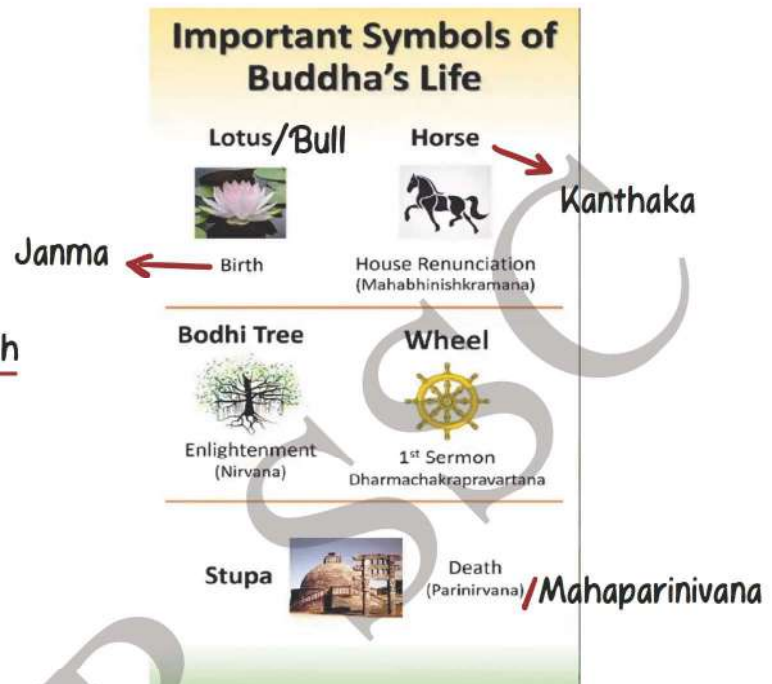 Important Symbols of
Buddha's Life
Lotus/Bull Horse
Kanthaka
Janma Birth House Renunciation
(Mahabhinishkramana)
h
Bodhi Tree Wheel
Enlightenment 1st Sermon
(Nirvana) Dharmachakrapravartana
Stupa Death
(Parinirvana)/Mahaparinivana
SSC